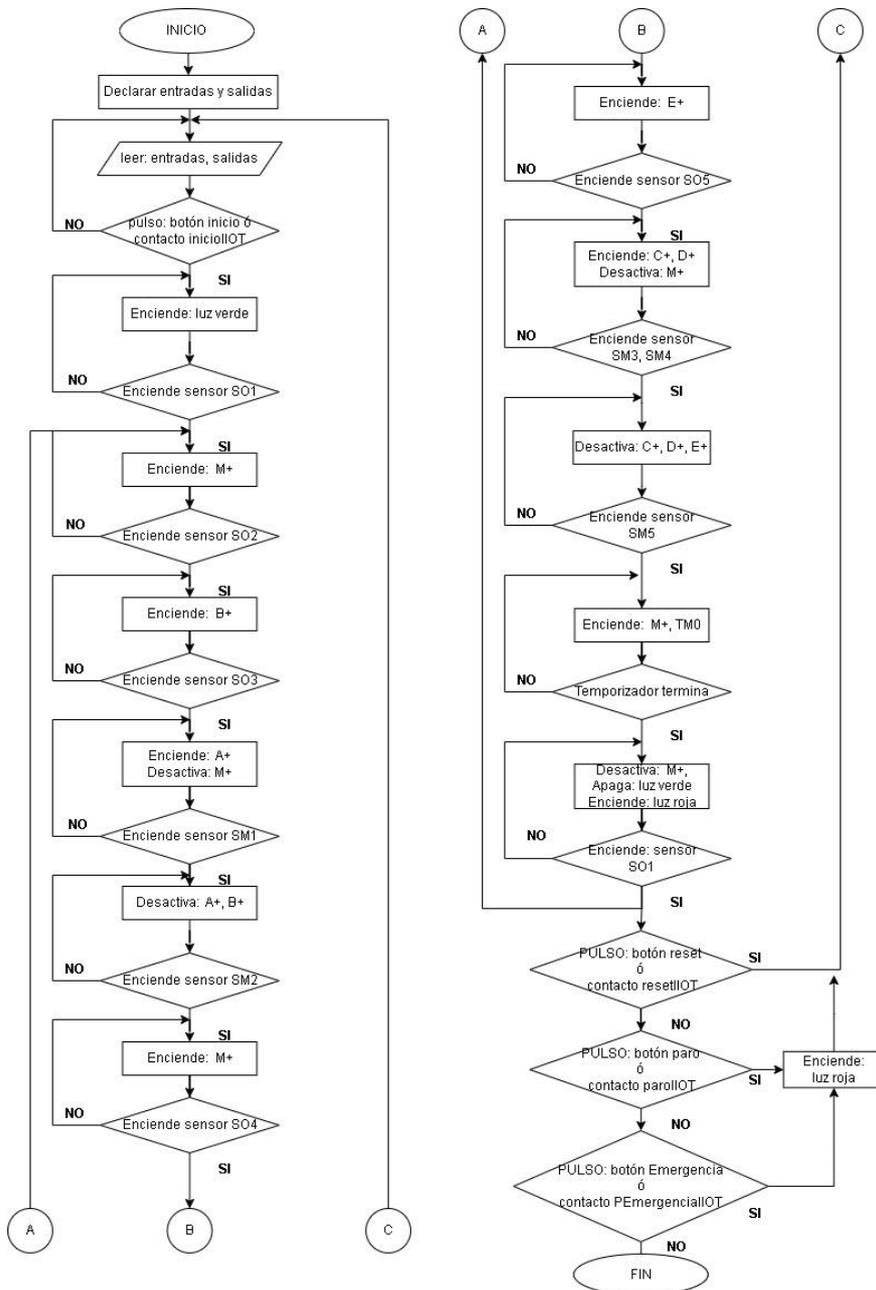 INICIO
Declarar entradas y salidas
leer: entradas, salidas
pulso: botón inicio ó
contacto inicioIIOT
NO
SI
Enciende: luz verde
Enciende sensor SO1
NO
SI
Enciende: M+
Enciende sensor SO2
NO
SI
Enciende: B+
Enciende sensor SO3
NO
SI
Enciende: A+
Desactiva: M+
Enciende sensor SM1
NO
SI
Desactiva: A+, B+
Enciende sensor SM2
NO
SI
Enciende: M+
Enciende sensor SO4
NO
SI
A
B
C
A
B
C
Enciende: E+
Enciende sensor SO5
NO
SI
Enciende: C+, D+
Desactiva: M+
Enciende sensor
SM3, SM4
NO
SI
Desactiva: C+, D+, E+
Enciende sensor
SM5
NO
SI
Enciende: M+, TM0
Temporizador termina
NO
SI
Desactiva: M+,
Apaga: luz verde
Enciende: luz roja
Enciende: sensor
SO1
NO
SI
PULSO: botón reset
ó
contacto resetIIOT
SI
NO
PULSO: botón paro
ó
contacto paroIIOT
SI
Enciende:
luz roja
NO
PULSO: botón Emergencia
ó
contacto PEmergenciaIIOT
SI
NO
FIN